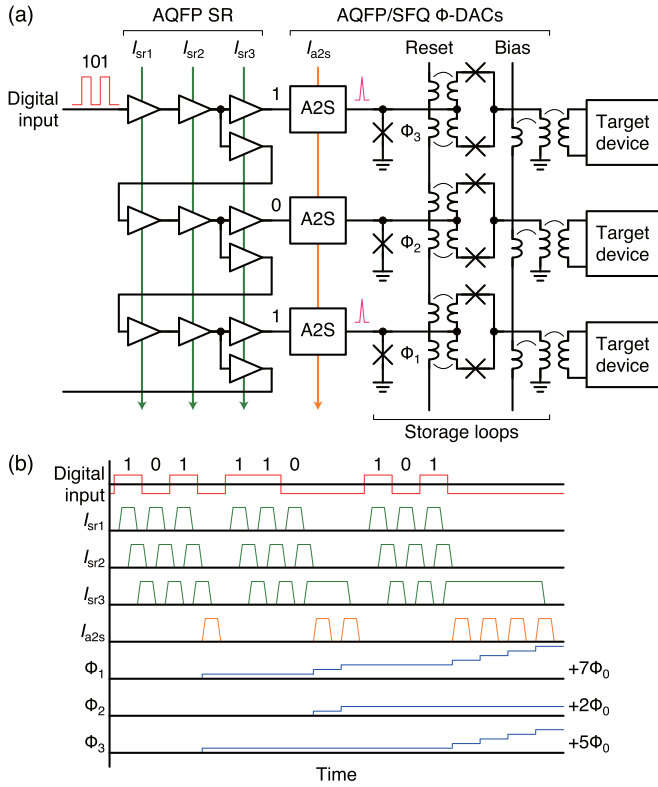 (a)
AQFP SR
AQFP/SFQ Φ-DACs
101
Isr1 Isr2 Isr3 Ia2s Reset Bias
Digital
input
1
A2S
Φ3
Target
device
0
A2S
Φ2
Target
device
1
A2S
Φ1
Target
device
Storage loops
(b)
1 0 1 1 1 0 1 0 1
Digital
input
Isr1
Isr2
Isr3
Ia2s
Φ1 +7Φ0
Φ2 +2Φ0
Φ3 +5Φ0
Time